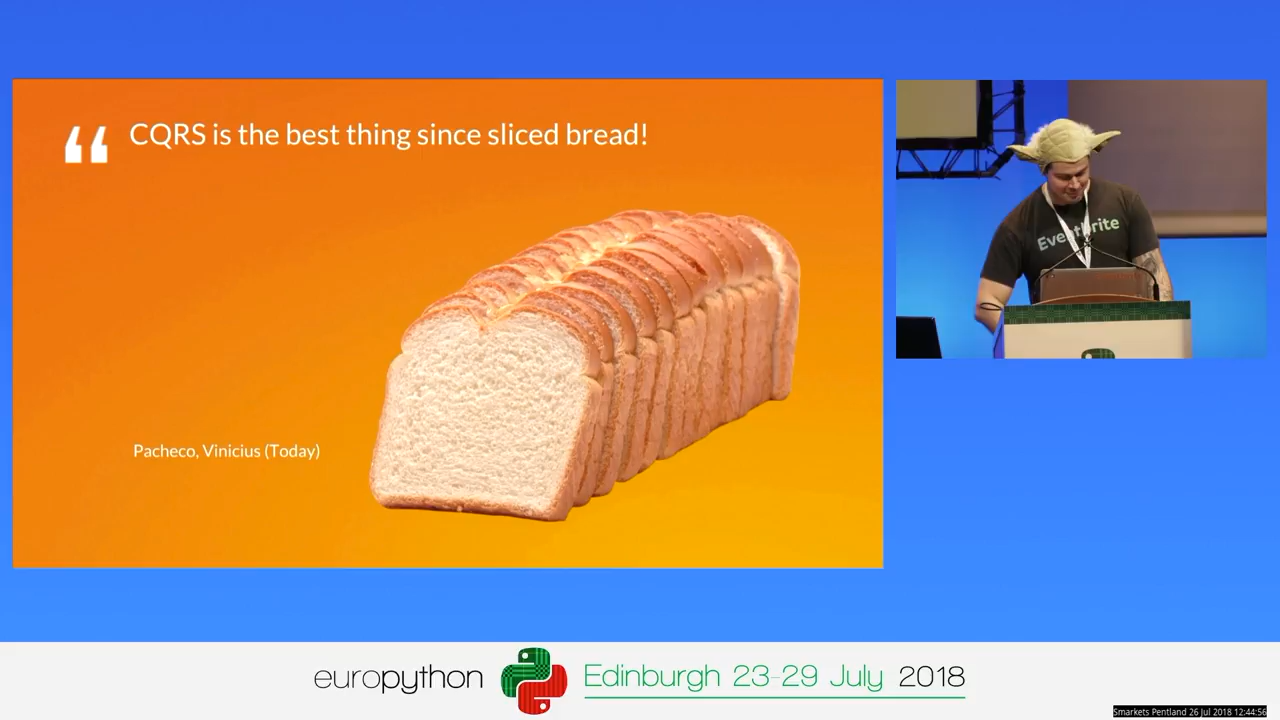 “ CQRS is the best thing since sliced bread!
Pacheco, Vinicius (Today)
Eventbrite
europython Edinburgh 23-29 July 2018
Smarkets Pentland 26 Jul 2018 12:44:56